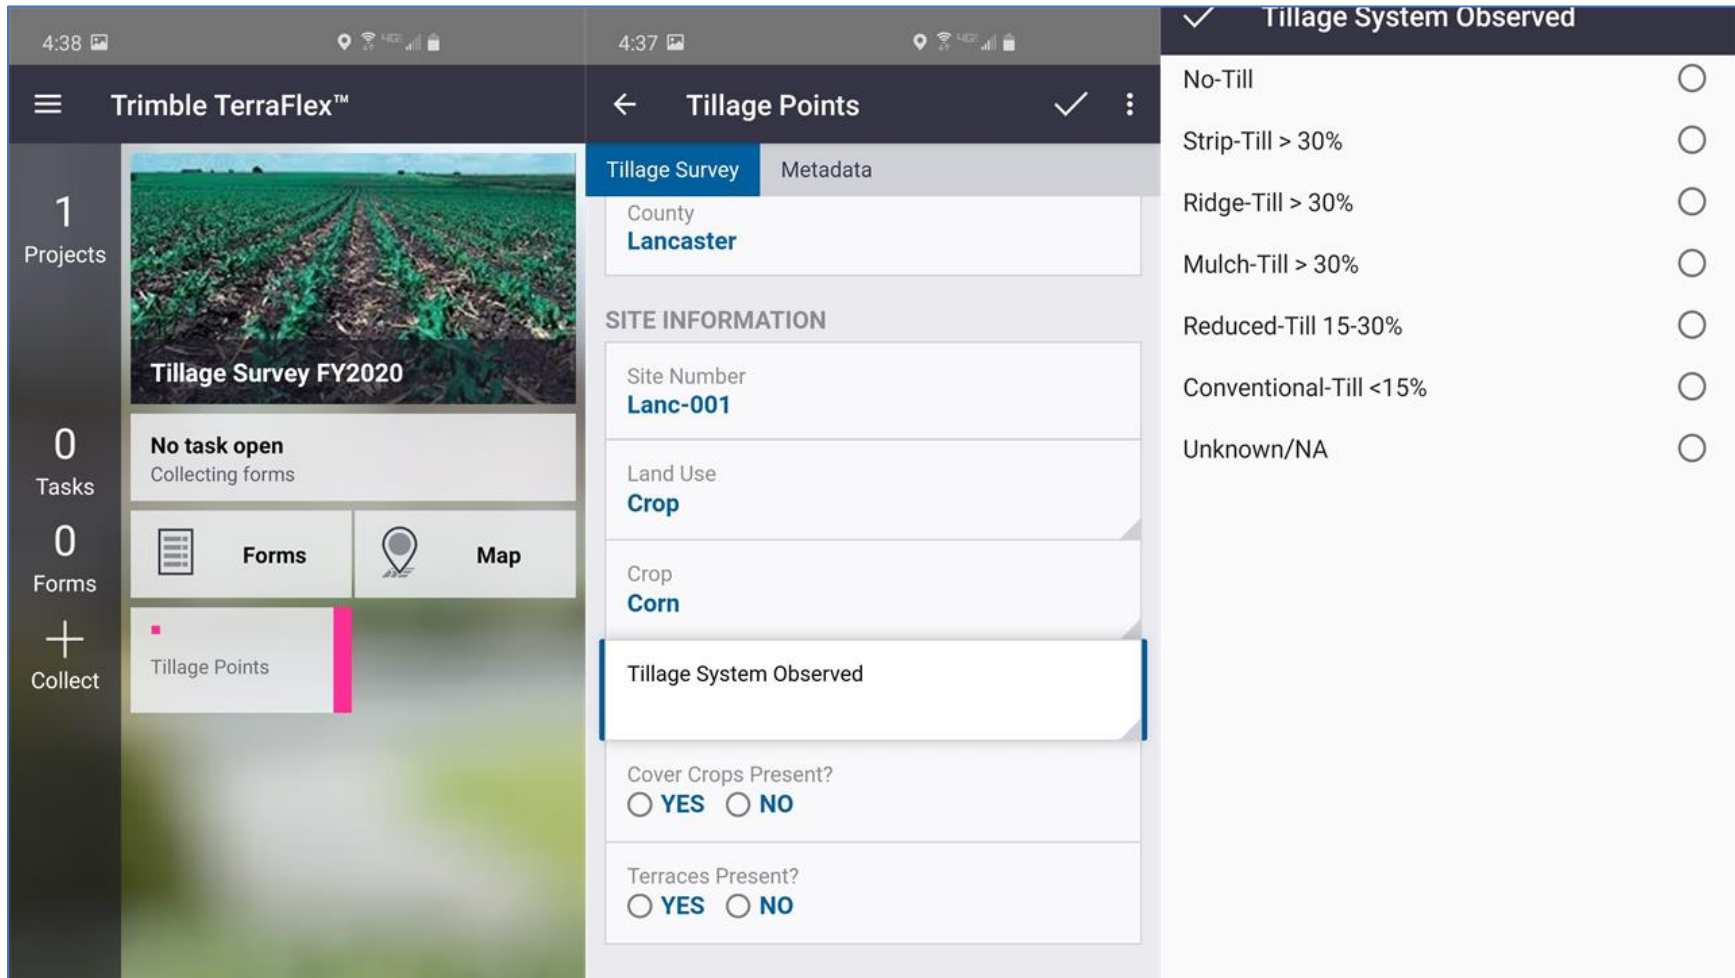 4:38
Trimble TerraFlex™
1
Projects
Tillage Survey FY2020
0
Tasks
No task open
Collecting forms
0
Forms
Forms
Map
Collect
Tillage Points
4:37
Tillage Points
Tillage Survey
Metadata
County
Lancaster
SITE INFORMATION
Site Number
Lanc-001
Land Use
Crop
Crop
Corn
Tillage System Observed
Cover Crops Present?
YES NO
Terraces Present?
YES NO
Tillage System Observed
No-Till
Strip-Till > 30%
Ridge-Till > 30%
Mulch-Till > 30%
Reduced-Till 15-30%
Conventional-Till <15%
Unknown/NA